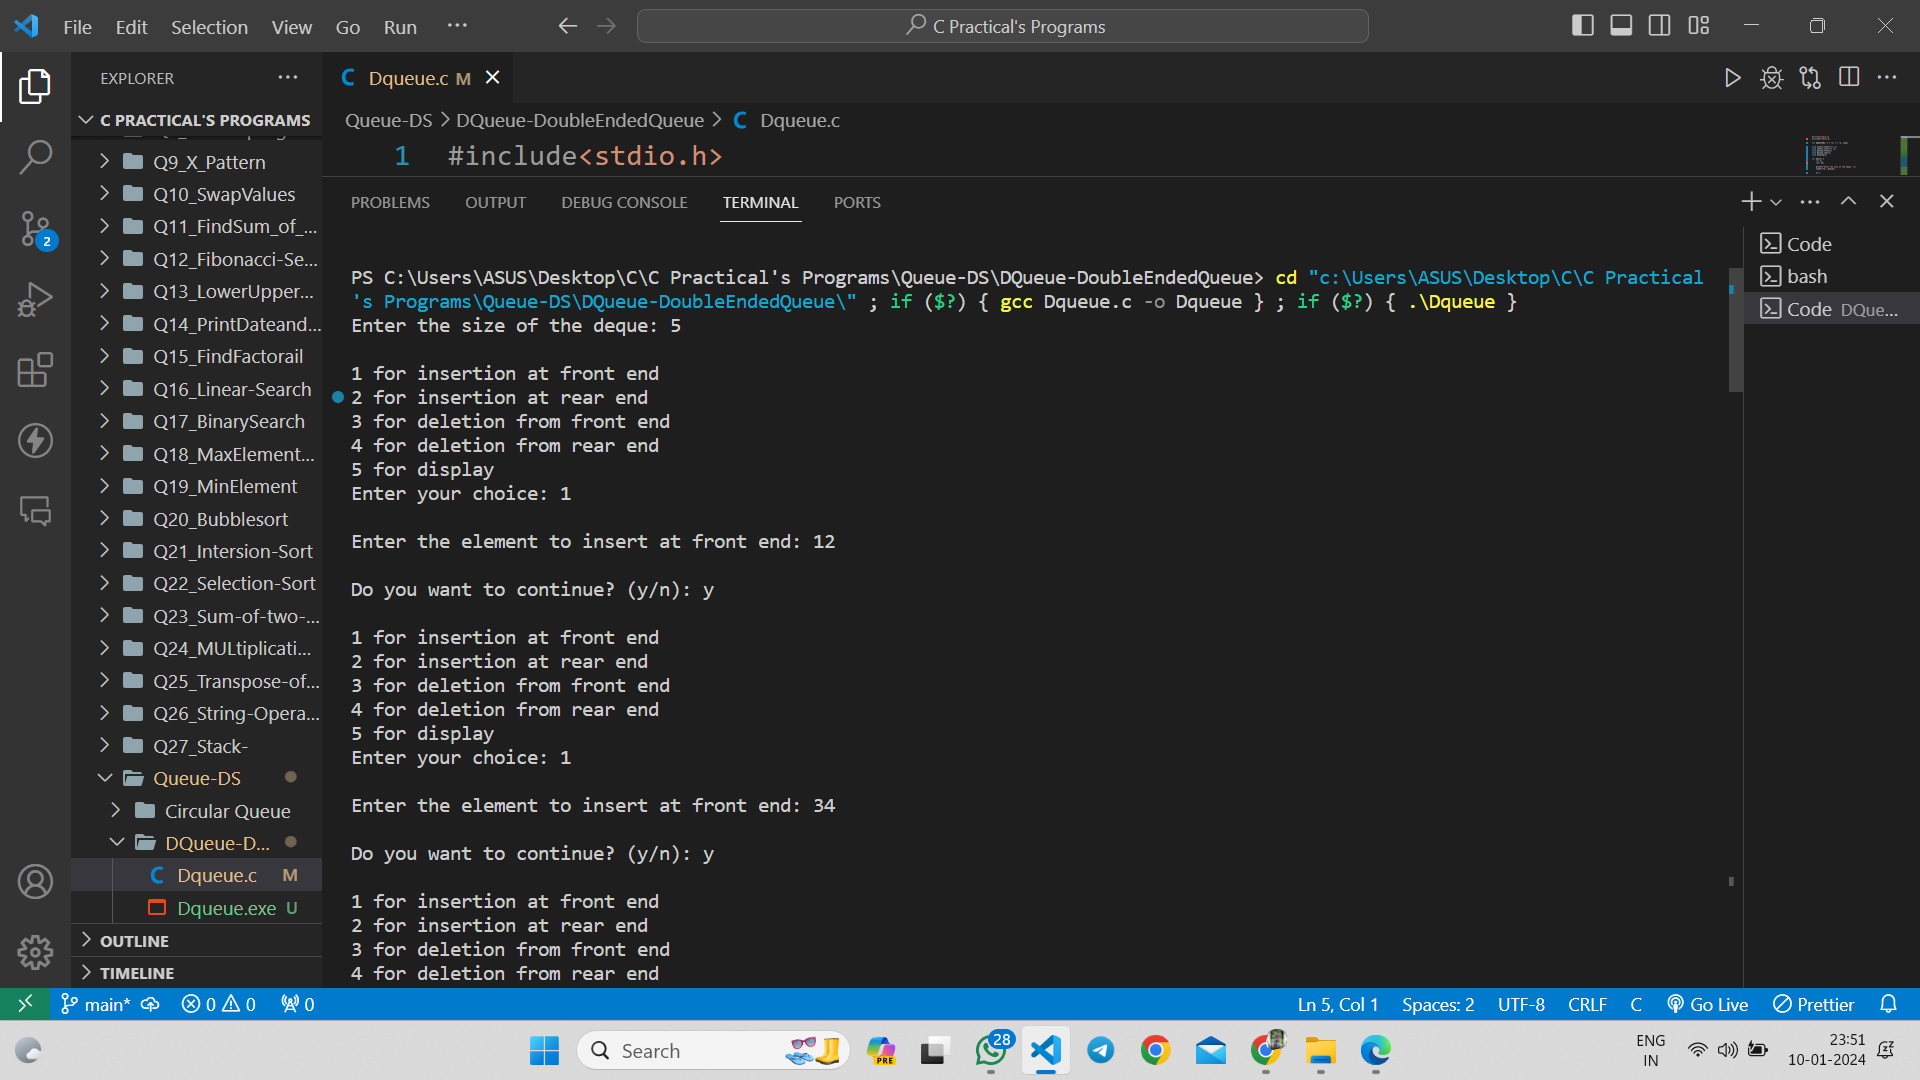 File Edit Selection View Go Run ··· C Practical's Programs
EXPLORER ···
C PRACTICAL'S PROGRAMS
Q9_X_Pattern
Q10_SwapValues
Q11_FindSum_of_...
Q12_Fibonacci-Se...
Q13_LowerUpper...
Q14_PrintDateand...
Q15_FindFactorail
Q16_Linear-Search
Q17_BinarySearch
Q18_MaxElement...
Q19_MinElement
Q20_Bubblesort
Q21_Intersion-Sort
Q22_Selection-Sort
Q23_Sum-of-two-...
Q24_MULtiplicati...
Q25_Transpose-of...
Q26_String-Opera...
Q27_Stack-
Queue-DS
Circular Queue
DQueue-D...
Dqueue.c M
Dqueue.exe U
OUTLINE
TIMELINE
2
Dqueue.c M
Queue-DS > DQueue-DoubleEndedQueue > C Dqueue.c
1 #include<stdio.h>
PROBLEMS OUTPUT DEBUG CONSOLE TERMINAL PORTS
PS C:\Users\ASUS\Desktop\C\C Practical's Programs\Queue-DS\DQueue-DoubleEndedQueue> cd "c:\Users\ASUS\Desktop\C\C Practical
's Programs\Queue-DS\DQueue-DoubleEndedQueue\" ; if ($?) { gcc Dqueue.c -o Dqueue } ; if ($?) { .\Dqueue }
Enter the size of the deque: 5
1 for insertion at front end
2 for insertion at rear end
3 for deletion from front end
4 for deletion from rear end
5 for display
Enter your choice: 1
Enter the element to insert at front end: 12
Do you want to continue? (y/n): y
1 for insertion at front end
2 for insertion at rear end
3 for deletion from front end
4 for deletion from rear end
5 for display
Enter your choice: 1
Enter the element to insert at front end: 34
Do you want to continue? (y/n): y
1 for insertion at front end
2 for insertion at rear end
3 for deletion from front end
4 for deletion from rear end
Code
bash
Code DQue...
main* 0 0 0 Ln 5, Col 1 Spaces: 2 UTF-8 CRLF C Go Live Prettier
Search PRE 28 ENG IN 23:51 10-01-2024